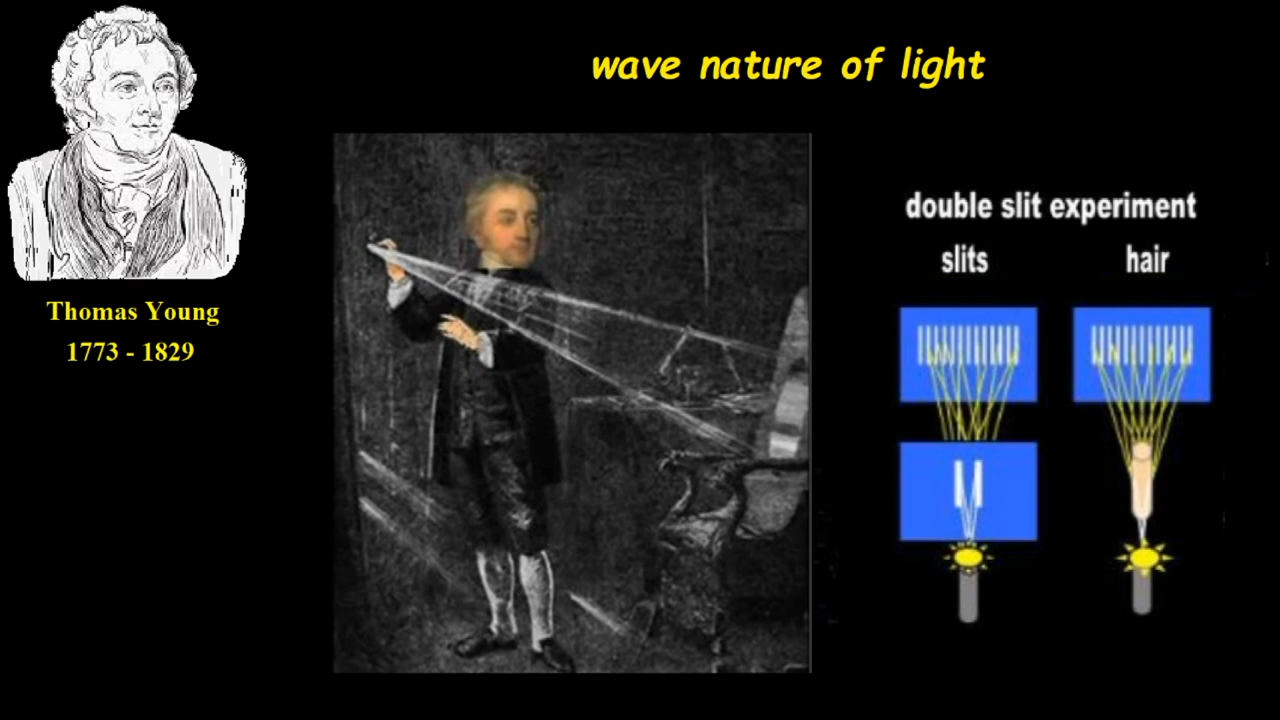 wave nature of light
Thomas Young
1773 - 1829
double slit experiment
slits
hair